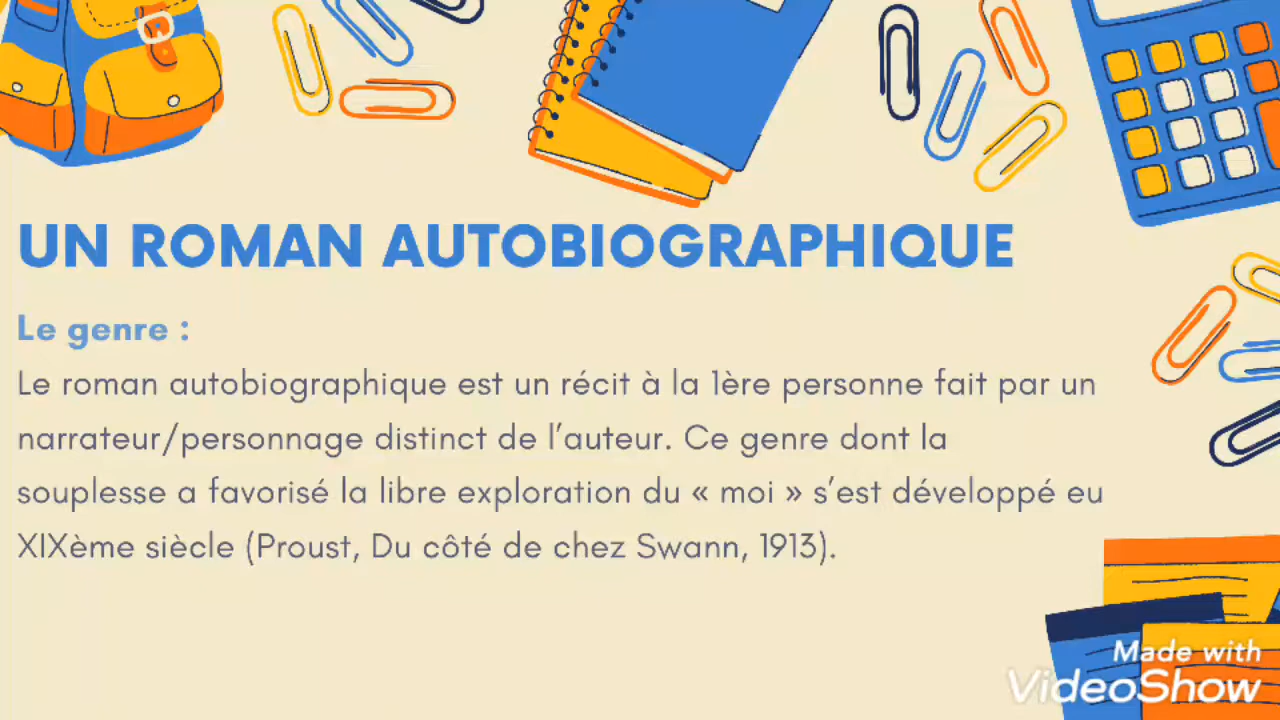 UN ROMAN AUTOBIOGRAPHIQUE
Le genre :
Le roman autobiographique est un récit à la 1ère personne fait par un
narrateur/personnage distinct de l'auteur. Ce genre dont la
souplesse a favorisé la libre exploration du « moi » s'est développé eu
XIXème siècle (Proust, Du côté de chez Swann, 1913).
Made with
VideoShow